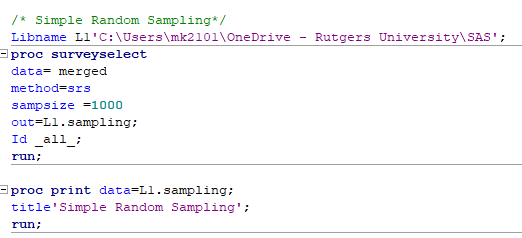 /* Simple Random Sampling*/
Libname L1'C:\Users\mk2101\OneDrive - Rutgers University\SAS';
proc surveyselect
data= merged
method=srs
sampsize =1000
out=L1.sampling;
Id _all_;
run;
proc print data=L1.sampling;
title'Simple Random Sampling';
run;